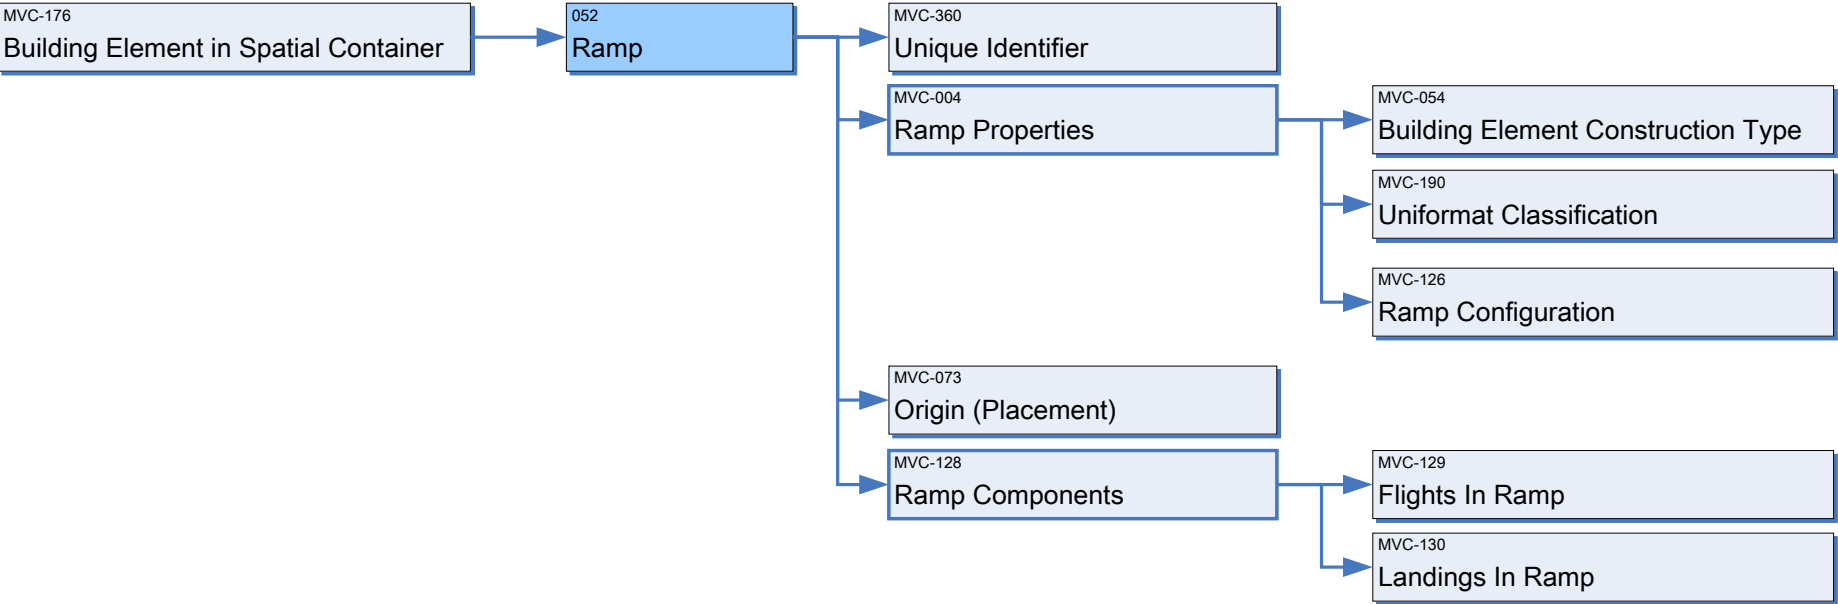 MVC-176
Building Element in Spatial Container
052
Ramp
MVC-360
Unique Identifier
MVC-004
Ramp Properties
MVC-054
Building Element Construction Type
MVC-190
Uniformat Classification
MVC-126
Ramp Configuration
MVC-073
Origin (Placement)
MVC-128
Ramp Components
MVC-129
Flights In Ramp
MVC-130
Landings In Ramp